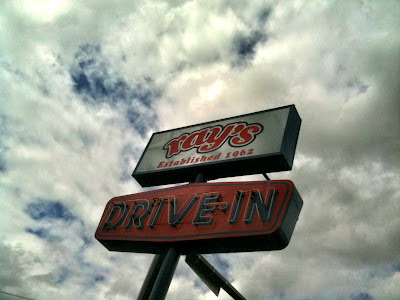 ray's
Established 1962
DRIVE-IN